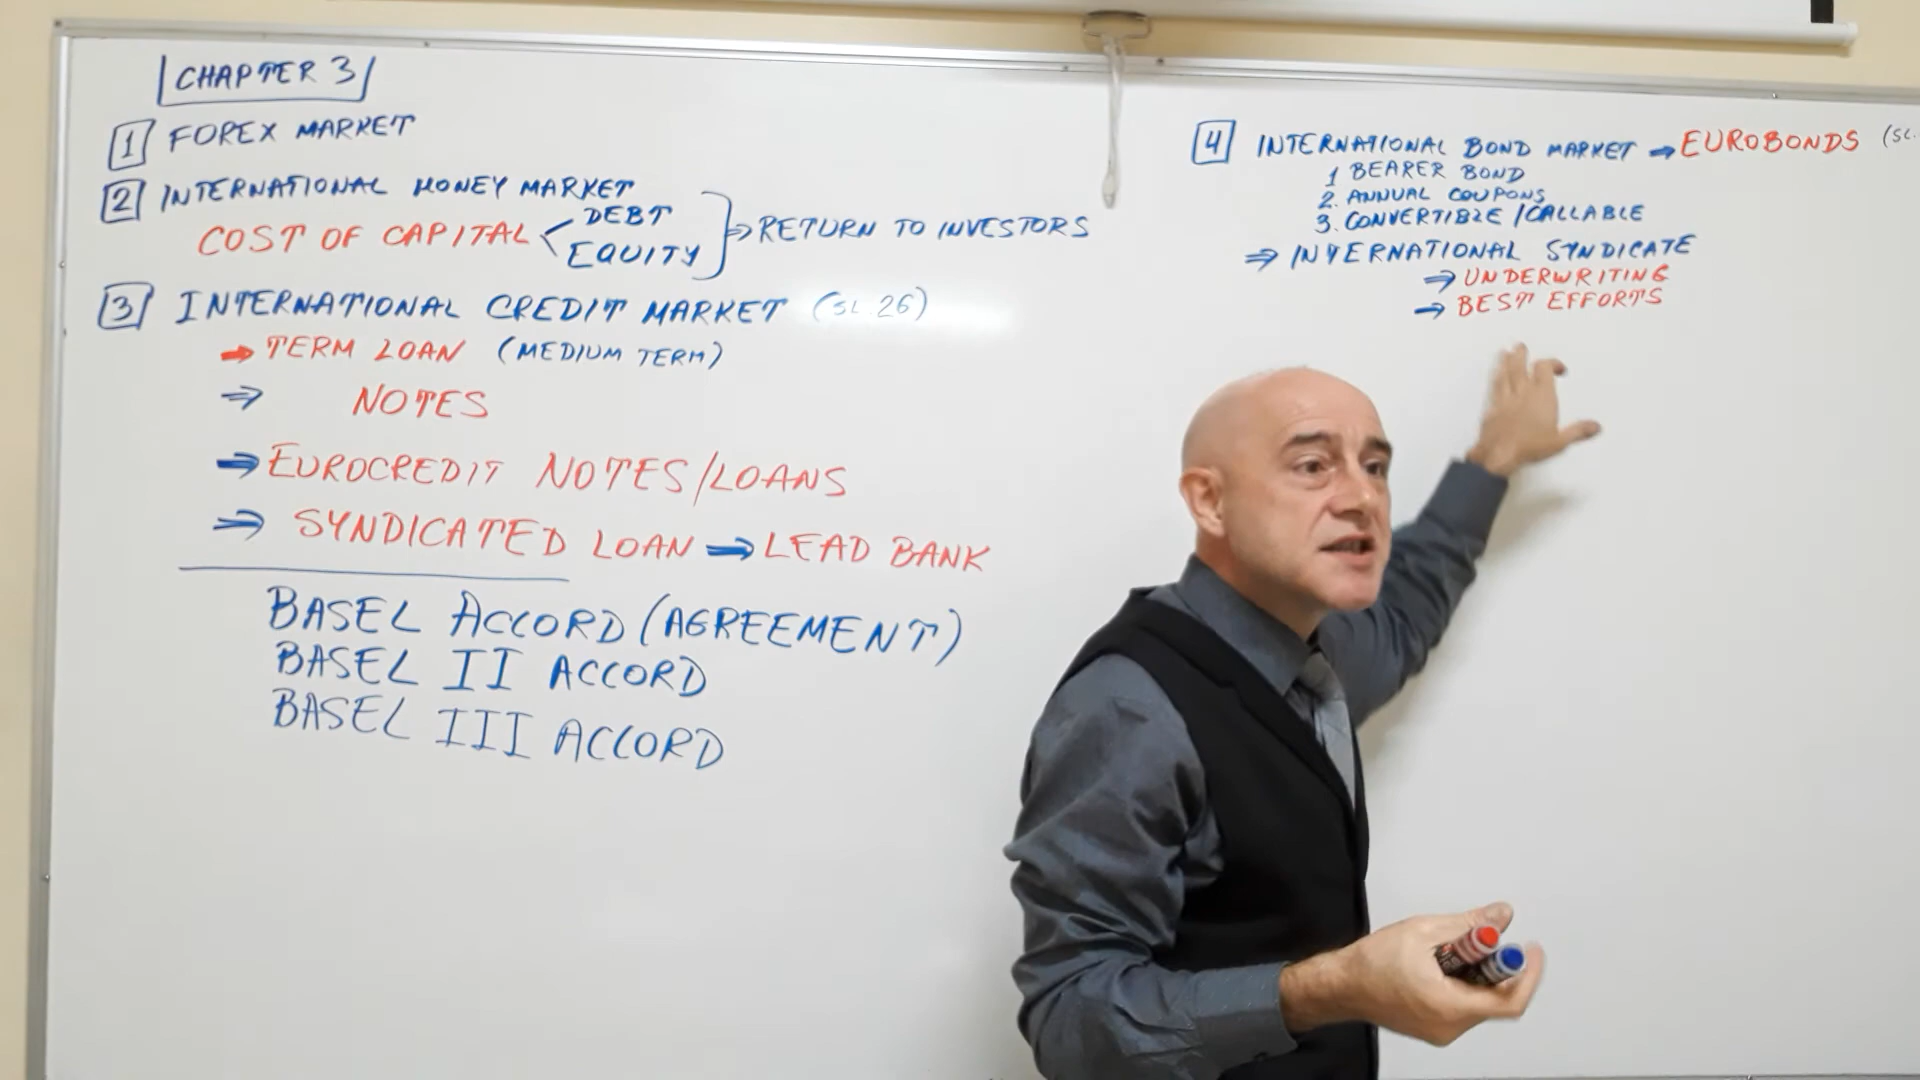 CHAPTER 3
1 FOREX MARKET
2 INTERNATIONAL MONEY MARKET
COST OF CAPITAL < DEBT
EQUITY } ⇒ RETURN TO INVESTORS
3 INTERNATIONAL CREDIT MARKET (SL. 26)
→ TERM LOAN (MEDIUM TERM)
⇒ NOTES
⇒ EUROCREDIT NOTES/LOANS
⇒ SYNDICATED LOAN ⇒ LEAD BANK
BASEL ACCORD (AGREEMENT)
BASEL II ACCORD
BASEL III ACCORD
4 INTERNATIONAL BOND MARKET ⇒ EUROBONDS (SL.
1 BEARER BOND
2. ANNUAL COUPONS
3. CONVERTIBLE / CALLABLE
⇒ INTERNATIONAL SYNDICATE
⇒ UNDERWRITING
⇒ BEST EFFORTS